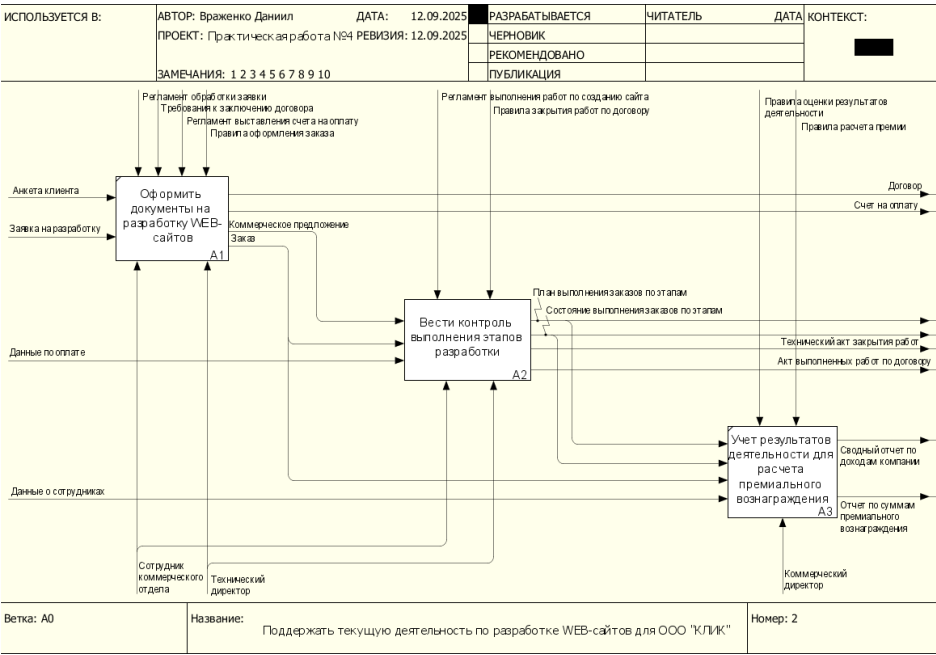 ИСПОЛЬЗУЕТСЯ В:
АВТОР: Враженко Даниил
ДАТА: 12.09.2025
РАЗРАБАТЫВАЕТСЯ
ЧИТАТЕЛЬ
ДАТА
КОНТЕКСТ:
ПРОЕКТ: Практическая работа №4
РЕВИЗИЯ: 12.09.2025
ЧЕРНОВИК
РЕКОМЕНДОВАНО
ЗАМЕЧАНИЯ: 1 2 3 4 5 6 7 8 9 10
ПУБЛИКАЦИЯ
Регламент обработки заявки
Требования к заключению договора
Регламент выставления счета на оплату
Правила оформления заказа
Регламент выполнения работ по созданию сайта
Правила закрытия работ по договору
Правила оценки результатов
деятельности
Правила расчета премии
Анкета клиента
Заявка на разработку
Оформить
документы на
разработку WEB-
сайтов
A1
Договор
Счет на оплату
Коммерческое предложение
Заказ
План выполнения заказов по этапам
Состояние выполнения заказов по этапам
Данные по оплате
Вести контроль
выполнения этапов
разработки
A2
Технический акт закрытия работ
Акт выполненных работ по договору
Данные о сотрудниках
Учет результатов
деятельности для
расчета
премиального
вознаграждения
A3
Сводный отчет по
доходам компании
Отчет по суммам
премиального
вознаграждения
Сотрудник
коммерческого
отдела
Технический
директор
Коммерческий
директор
Ветка: A0
Название:
Поддержать текущую деятельность по разработке WEB-сайтов для ООО "КЛИК"
Номер: 2